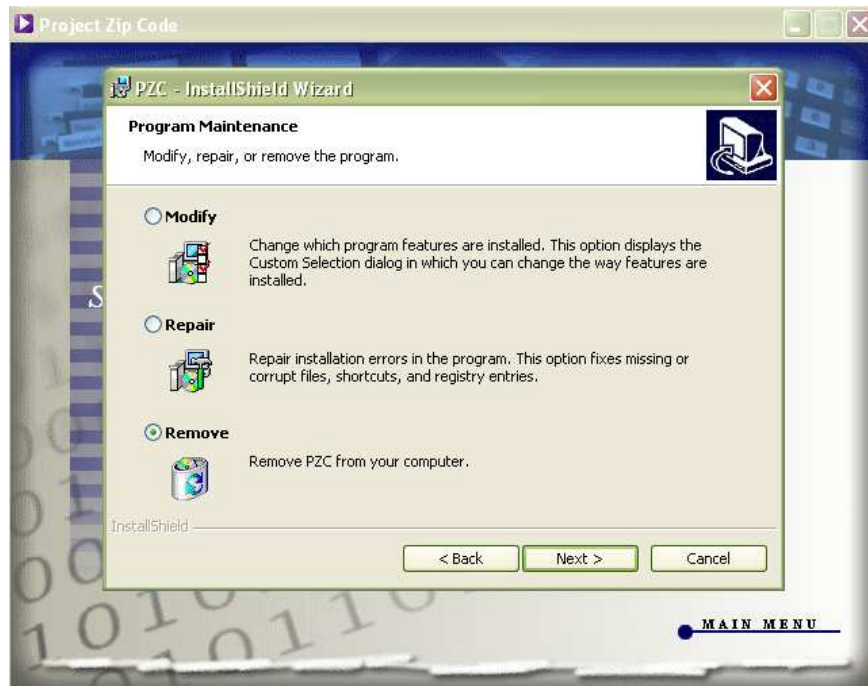 Project Zip Code
PZC - InstallShield Wizard
Program Maintenance
Modify, repair, or remove the program.
Modify
Change which program features are installed. This option displays the
Custom Selection dialog in which you can change the way features are
installed.
S
Repair
Repair installation errors in the program. This option fixes missing or
corrupt files, shortcuts, and registry entries.
Remove
Remove PZC from your computer.
InstallShield
< Back
Next >
Cancel
MAIN MENU